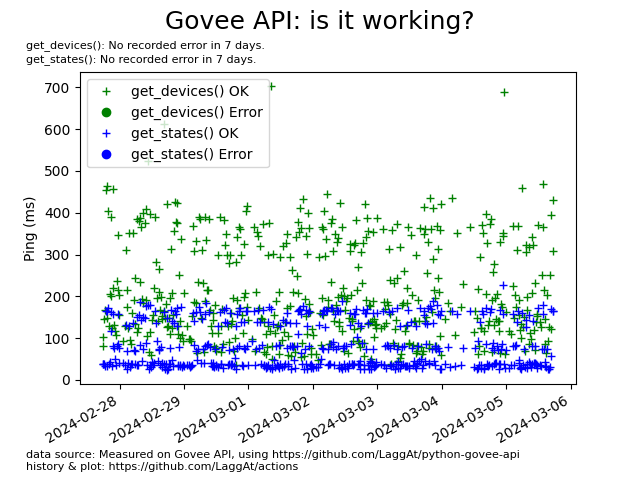 Govee API: is it working?
get_devices(): No recorded error in 7 days.
get_states(): No recorded error in 7 days.
get_devices() OK
get_devices() Error
get_states() OK
get_states() Error
Ping (ms)
700
600
500
400
300
200
100
0
2024-02-28
2024-02-29
2024-03-01
2024-03-02
2024-03-03
2024-03-04
2024-03-05
2024-03-06
data source: Measured on Govee API, using https://github.com/LaggAt/python-govee-api
history & plot: https://github.com/LaggAt/actions